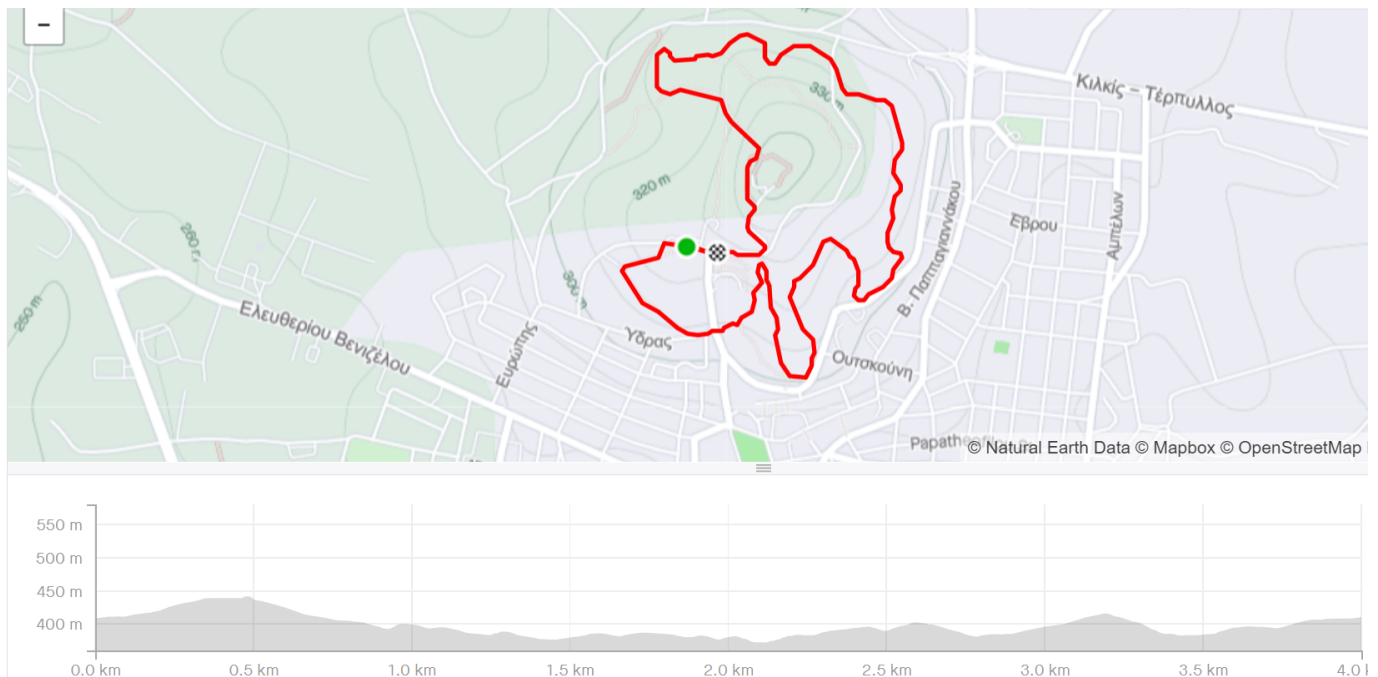 −
Κιλκίς – Τέρπυλλος
330 m
320 m
Έβρου
Αμπελων
Β. Παπαγιαννάκου
260 m
300 m
250 m
Ελευθερίου Βενιζέλου
Ευρώπης
Ύδρας
Ουτσκούνη
© Natural Earth Data © Mapbox © OpenStreetMap
550 m
500 m
450 m
400 m
0.0 km
0.5 km
1.0 km
1.5 km
2.0 km
2.5 km
3.0 km
3.5 km
4.0